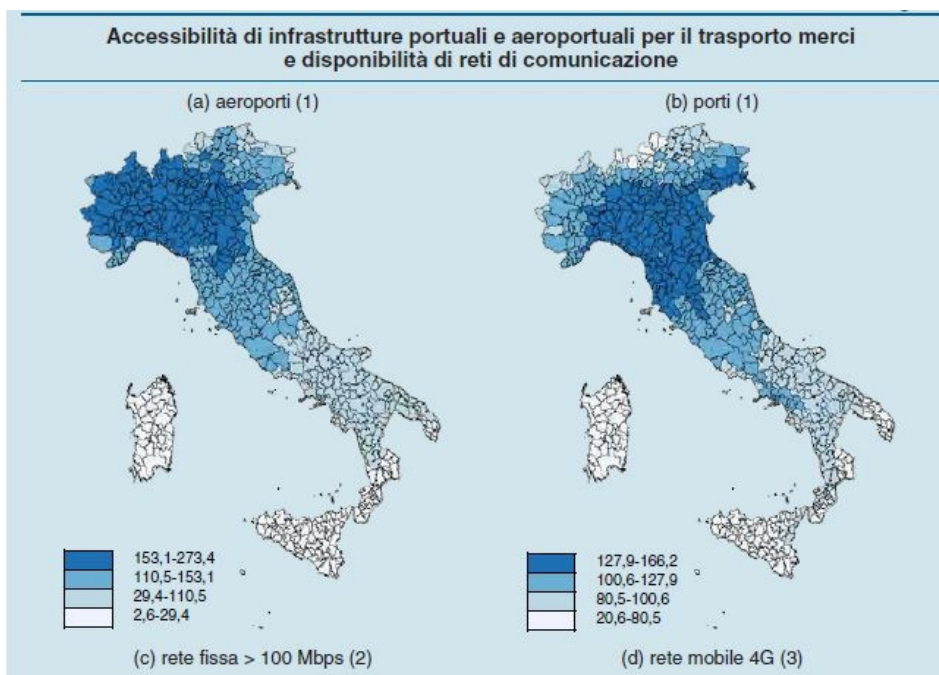 Accessibilità di infrastrutture portuali e aeroportuali per il trasporto merci
e disponibilità di reti di comunicazione
(a) aeroporti (1)
(b) porti (1)
153,1-273,4
110,5-153,1
29,4-110,5
2,6-29,4
127,9-166,2
100,6-127,9
80,5-100,6
20,6-80,5
(c) rete fissa > 100 Mbps (2)
(d) rete mobile 4G (3)